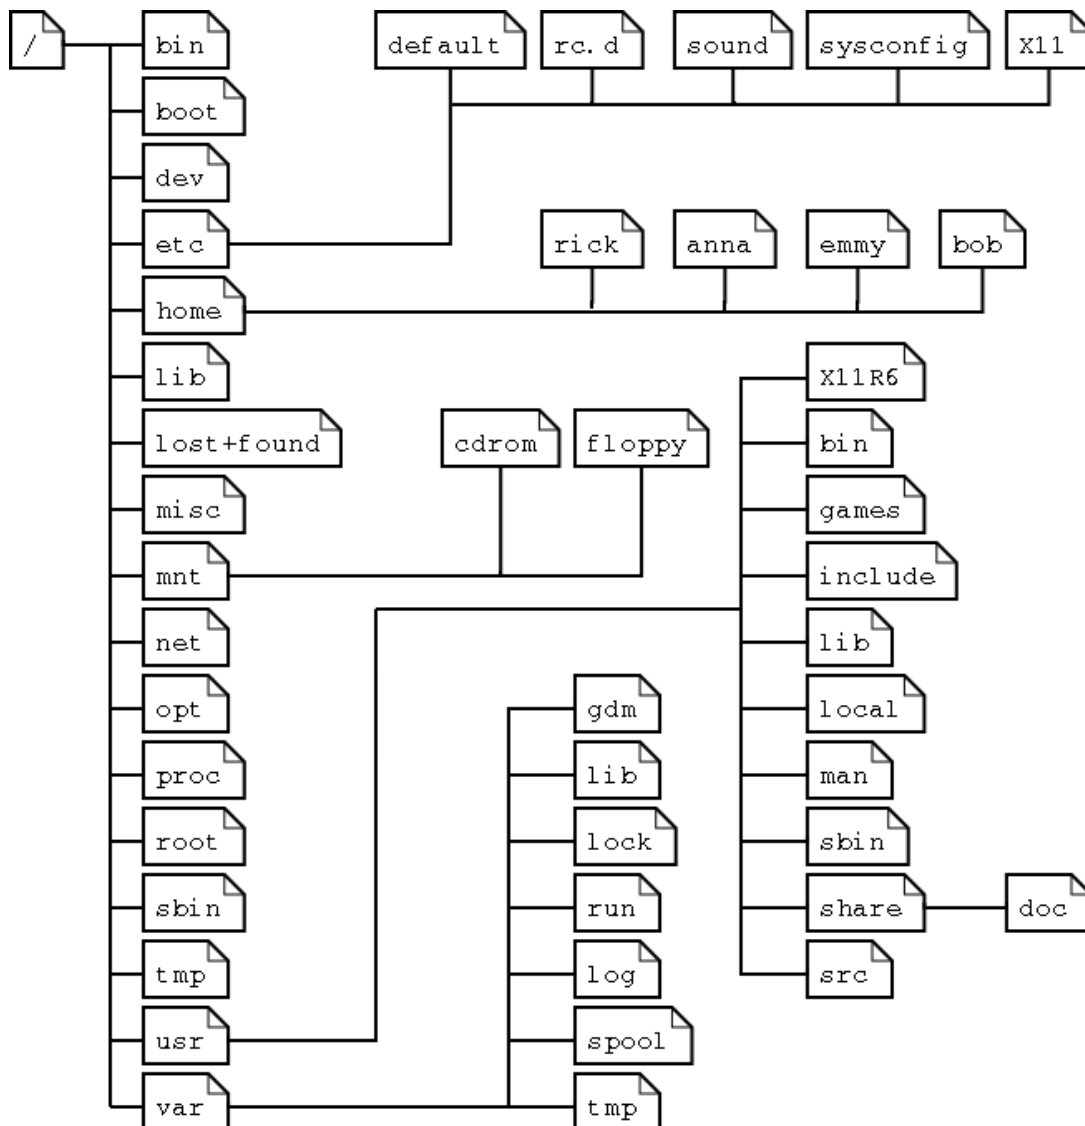 /
bin
default
rc.d
sound
sysconfig
X11
boot
dev
etc
rick
anna
emmy
bob
home
lib
X11R6
lost+found
cdrom
floppy
bin
misc
games
mnt
include
net
lib
opt
gdm
local
proc
lib
man
root
lock
sbin
sbin
run
share
doc
tmp
log
src
usr
spool
var
tmp